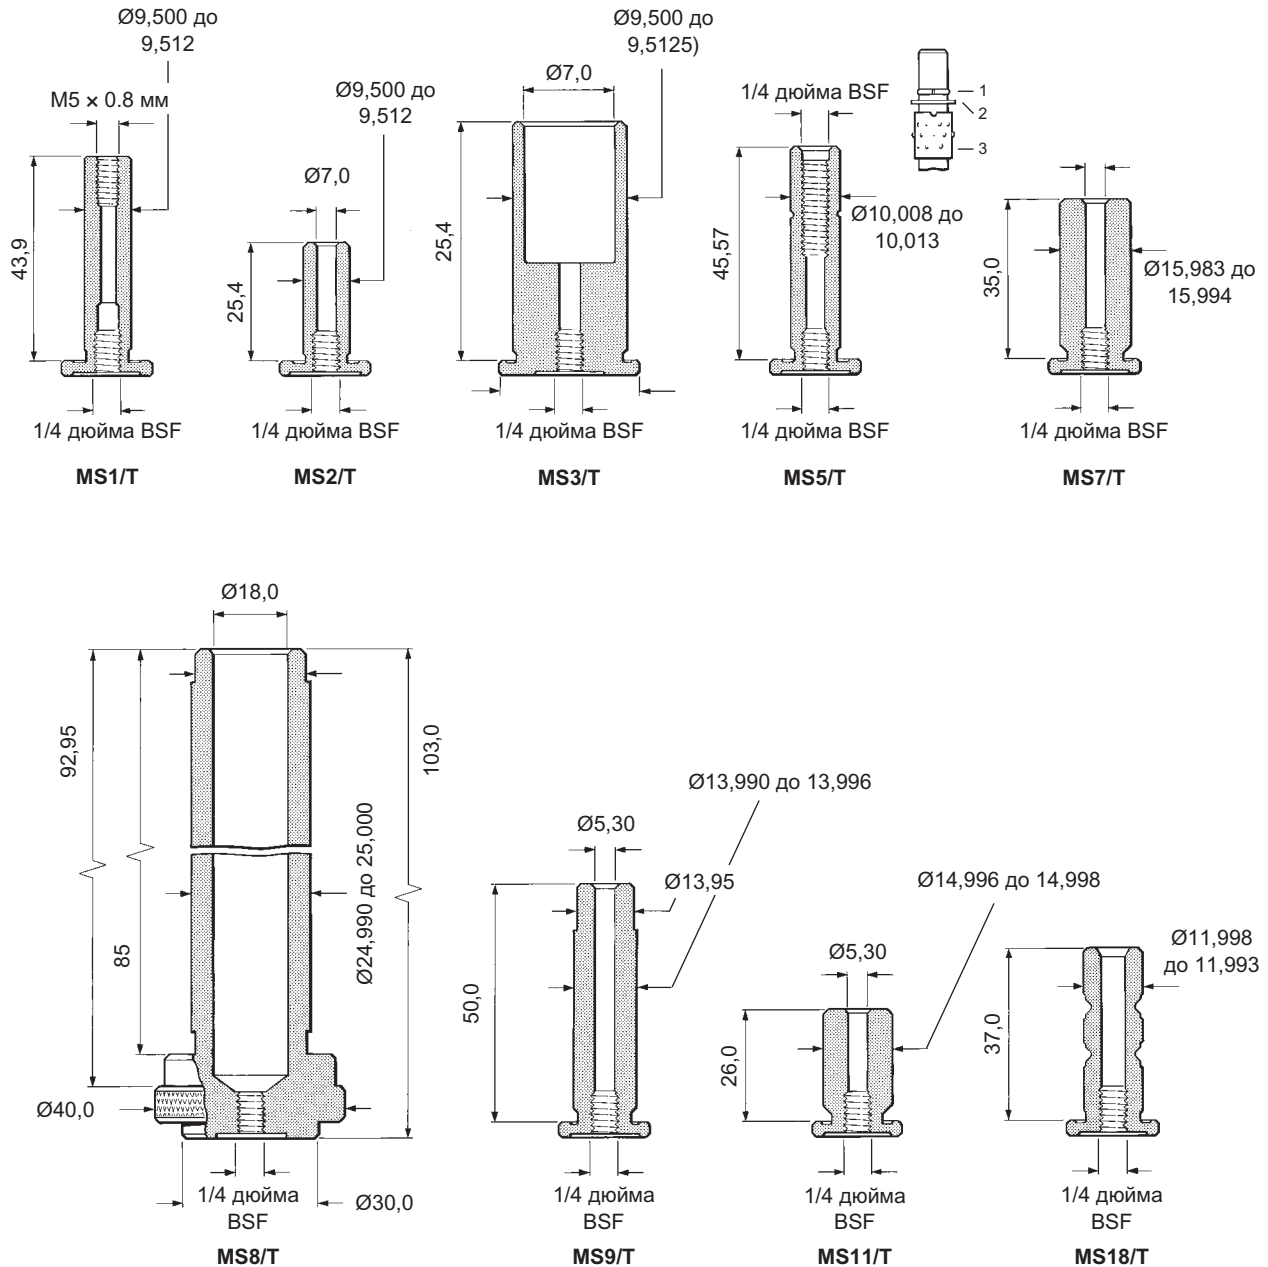 Ø9,500 до
9,512
M5 × 0.8 мм
43,9
1/4 дюйма BSF
MS1/T
Ø9,500 до
9,512
Ø7,0
25,4
1/4 дюйма BSF
MS2/T
Ø9,500 до
9,5125)
Ø7,0
25,4
1/4 дюйма BSF
MS3/T
1/4 дюйма BSF
1
2
3
Ø10,008 до
10,013
45,57
1/4 дюйма BSF
MS5/T
35,0
Ø15,983 до
15,994
1/4 дюйма BSF
MS7/T
Ø18,0
92,95
85
103,0
Ø24,990 до 25,000
Ø40,0
Ø30,0
1/4 дюйма
BSF
MS8/T
Ø13,990 до 13,996
Ø5,30
Ø13,95
50,0
1/4 дюйма
BSF
MS9/T
Ø14,996 до 14,998
Ø5,30
26,0
1/4 дюйма
BSF
MS11/T
Ø11,998
до 11,993
37,0
1/4 дюйма
BSF
MS18/T